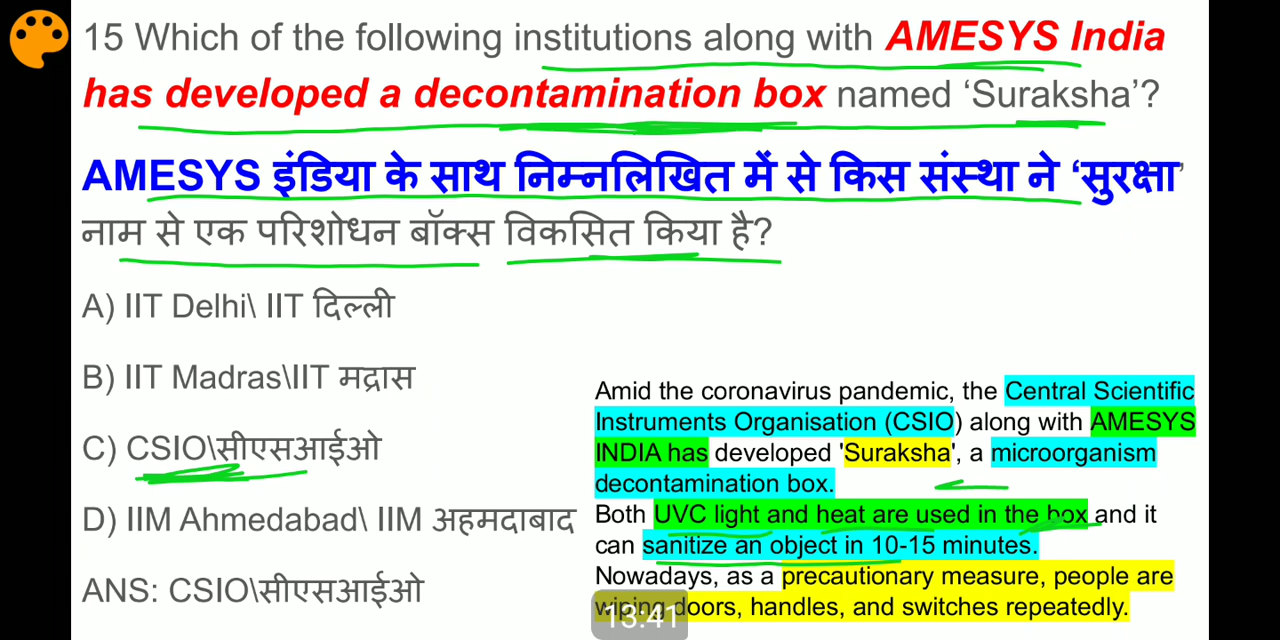 15 Which of the following institutions along with AMESYS India
has developed a decontamination box named ‘Suraksha’?
AMESYS इंडिया के साथ निम्नलिखित में से किस संस्था ने ‘सुरक्षा’
नाम से एक परिशोधन बॉक्स विकसित किया है?
A) IIT Delhi\ IIT दिल्ली
B) IIT Madras\IIT मद्रास
C) CSIO\सीएसआईओ
D) IIM Ahmedabad\ IIM अहमदाबाद
ANS: CSIO\सीएसआईओ
Amid the coronavirus pandemic, the Central Scientific
Instruments Organisation (CSIO) along with AMESYS
INDIA has developed 'Suraksha', a microorganism
decontamination box.
Both UVC light and heat are used in the box and it
can sanitize an object in 10-15 minutes.
Nowadays, as a precautionary measure, people are
wiping doors, handles, and switches repeatedly.
13:41